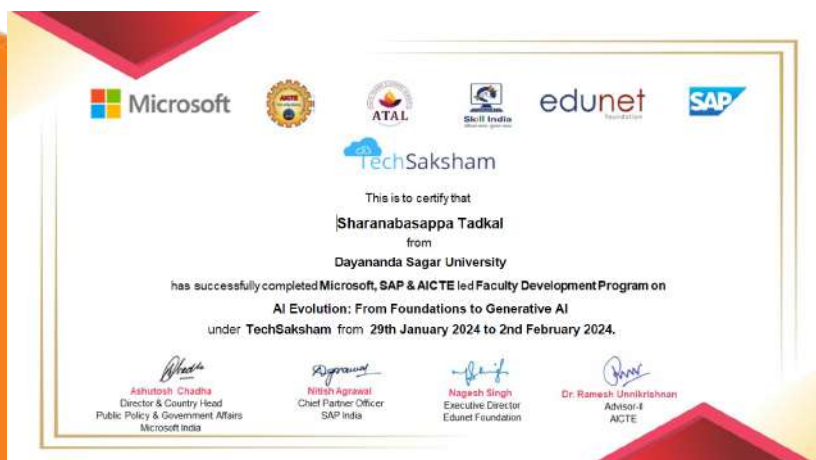 Microsoft
AICTE
ATAL
Skill India
edunet
foundation
SAP
TechSaksham
This is to certify that
Sharanabasappa Tadkal
from
Dayananda Sagar University
has successfully completed Microsoft, SAP & AICTE led Faculty Development Program on
AI Evolution: From Foundations to Generative AI
under TechSaksham from 29th January 2024 to 2nd February 2024.
Ashutosh Chadha
Director & Country Head
Public Policy & Government Affairs
Microsoft India
Nitish Agrawal
Chief Partner Officer
SAP India
Nagesh Singh
Executive Director
Edunet Foundation
Dr. Ramesh Unnikrishnan
Advisor-II
AICTE